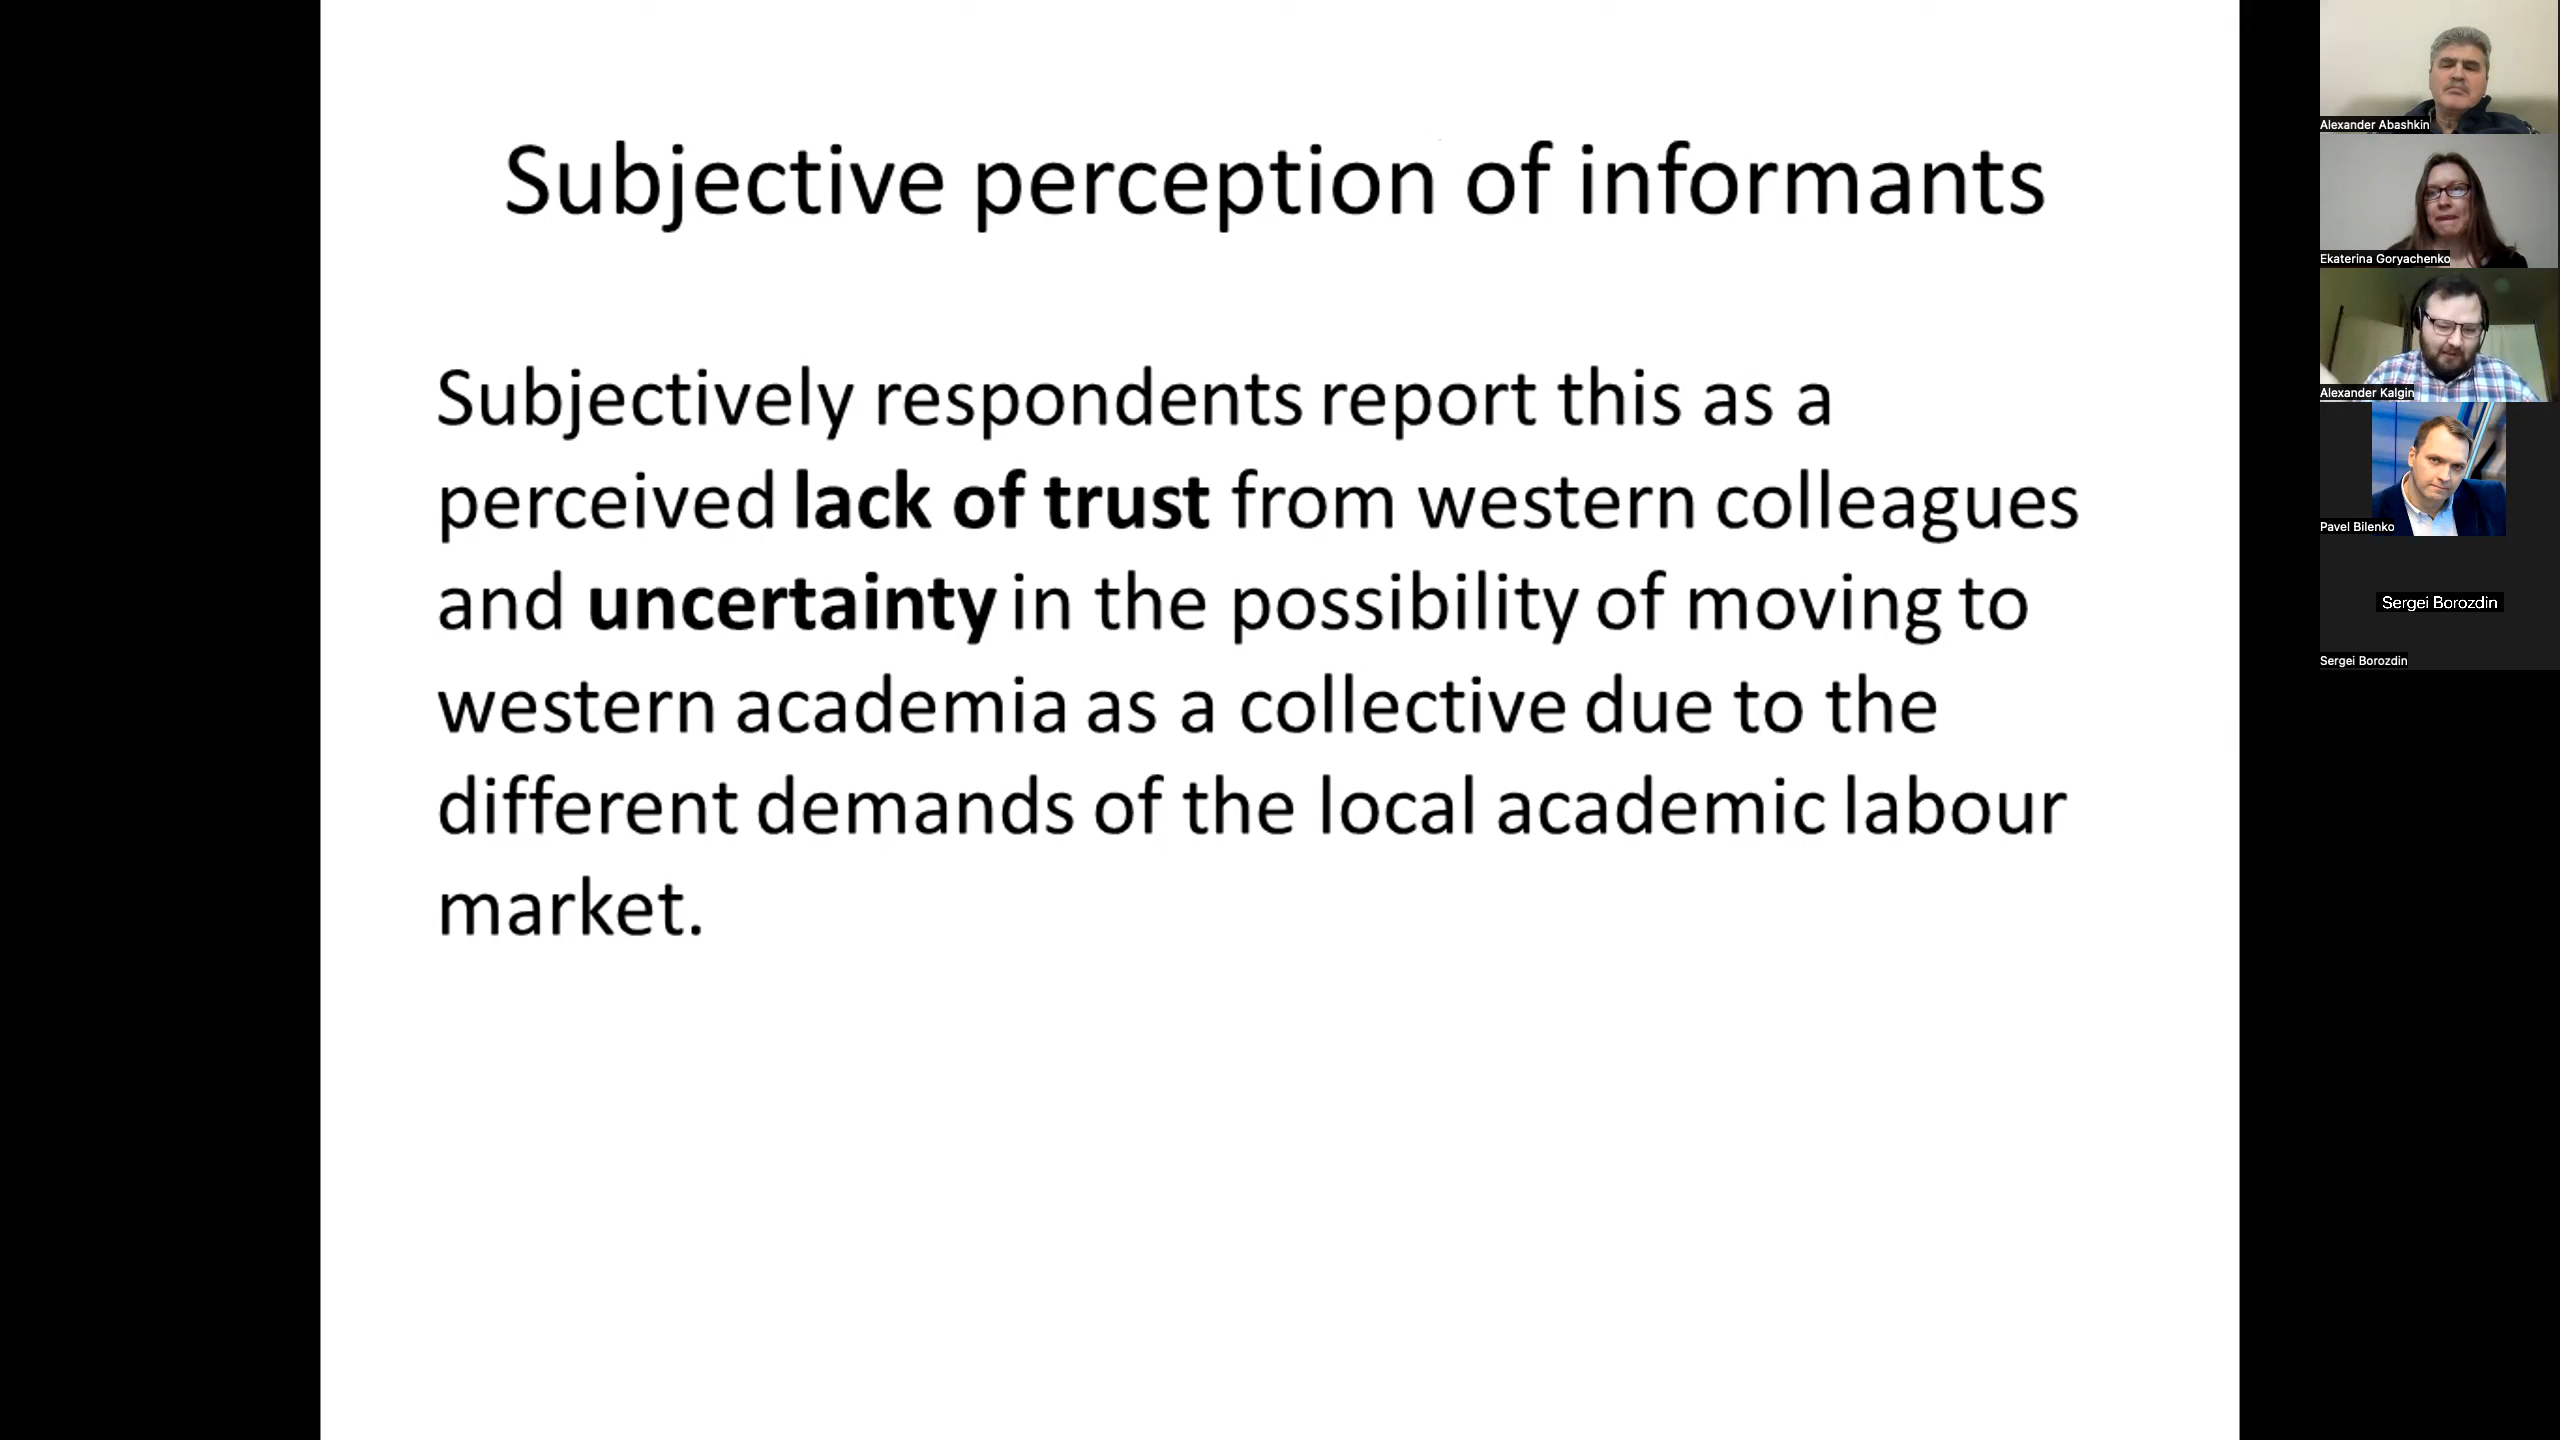 Subjective perception of informants
Subjectively respondents report this as a
perceived lack of trust from western colleagues
and uncertainty in the possibility of moving to
western academia as a collective due to the
different demands of the local academic labour
market.
Alexander Abashkin
Ekaterina Goryachenko
Alexander Kalgin
Pavel Bilenko
Sergei Borozdin
Sergei Borozdin